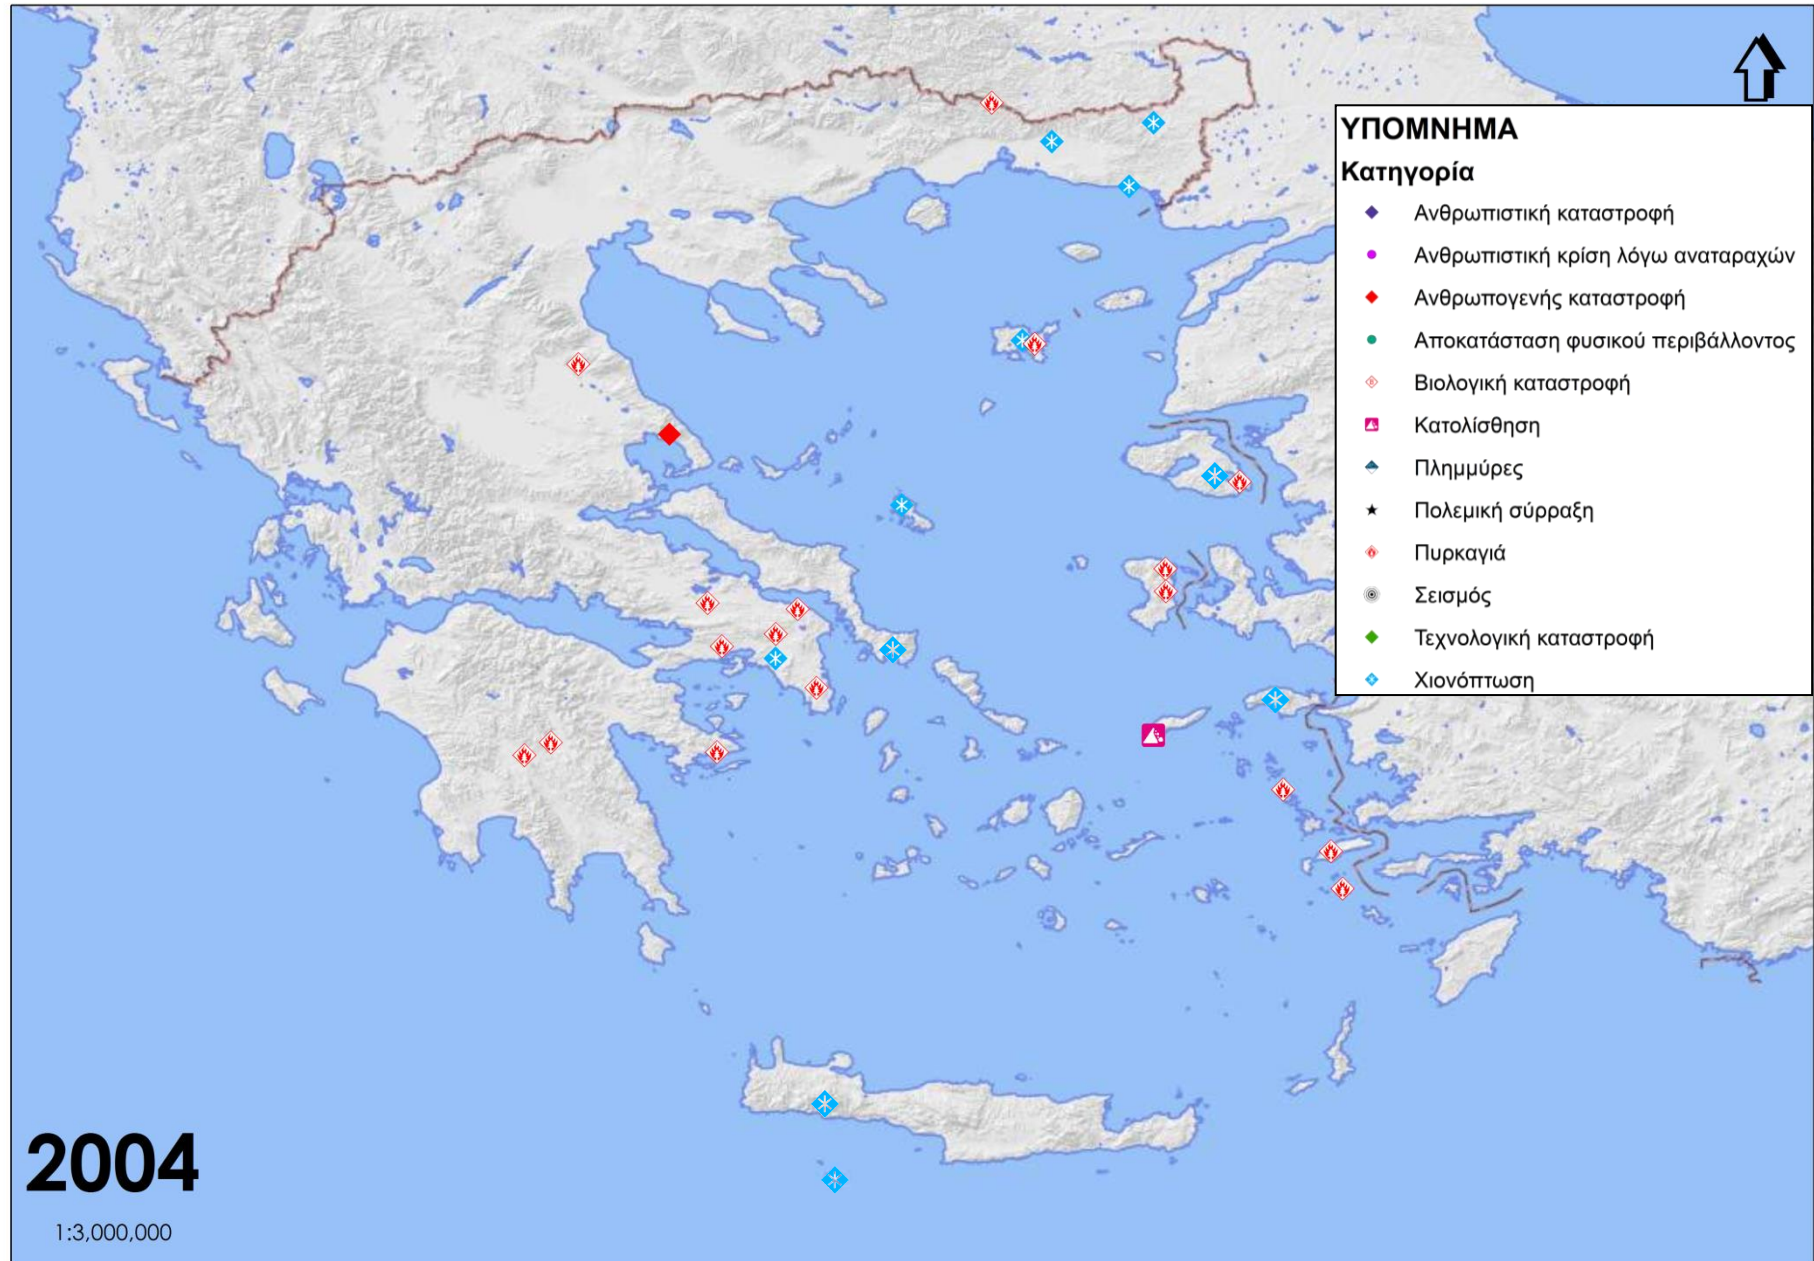 ΥΠΟΜΝΗΜΑ
Κατηγορία
Ανθρωπιστική καταστροφή
Ανθρωπιστική κρίση λόγω αναταραχών
Ανθρωπογενής καταστροφή
Αποκατάσταση φυσικού περιβάλλοντος
Βιολογική καταστροφή
Κατολίσθηση
Πλημμύρες
Πολεμική σύρραξη
Πυρκαγιά
Σεισμός
Τεχνολογική καταστροφή
Χιονόπτωση
2004
1:3,000,000